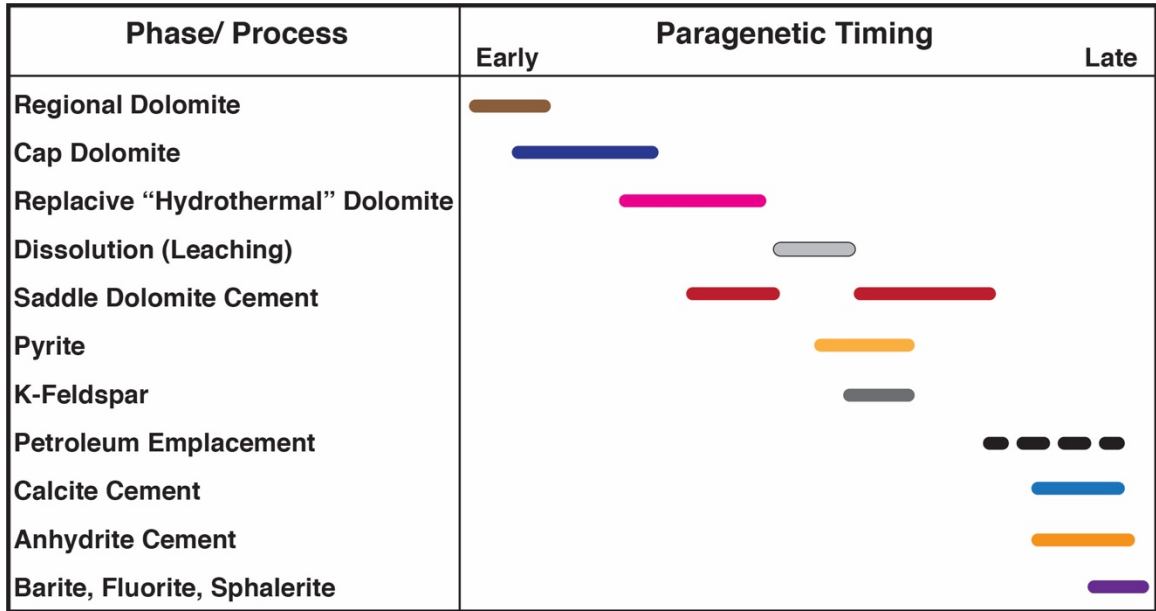 Phase/ Process
Paragenetic Timing
Early
Late
Regional Dolomite
Cap Dolomite
Replacive “Hydrothermal” Dolomite
Dissolution (Leaching)
Saddle Dolomite Cement
Pyrite
K-Feldspar
Petroleum Emplacement
Calcite Cement
Anhydrite Cement
Barite, Fluorite, Sphalerite